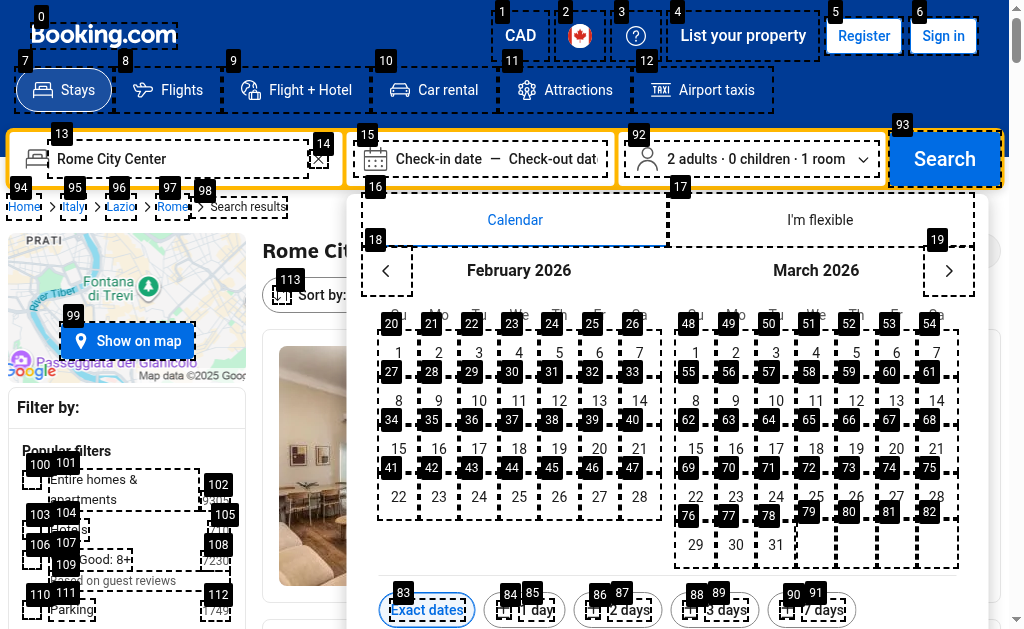 0
Booking.com
1
CAD
2
3
4
List your property
5
Register
6
Sign in
7
Stays
8
Flights
9
Flight + Hotel
10
Car rental
11
Attractions
12
Airport taxis
13
Rome City Center
14
15
Check-in date — Check-out dat
92
2 adults · 0 children · 1 room
93
Search
94
Home
95
Italy
96
Lazio
97
Rome
98
Search results
16
Calendar
17
I'm flexible
18
19
February 2026
March 2026
Su Mo Tu We Th Fr Sa
Su Mo Tu We Th Fr Sa
20 21 22 23 24 25 26
48 49 50 51 52 53 54
1 2 3 4 5 6 7
1 2 3 4 5 6 7
27 28 29 30 31 32 33
55 56 57 58 59 60 61
8 9 10 11 12 13 14
8 9 10 11 12 13 14
34 35 36 37 38 39 40
62 63 64 65 66 67 68
15 16 17 18 19 20 21
15 16 17 18 19 20 21
41 42 43 44 45 46 47
69 70 71 72 73 74 75
22 23 24 25 26 27 28
22 23 24 25 26 27 28
76 77 78 79 80 81 82
29 30 31
83
Exact dates
84 85
1 day
86 87
2 days
88 89
3 days
90 91
7 days
Rome Cit
113
Sort by:
PRATI
Fontana
di Trevi
River Tiber
99
Show on map
Passeggiata del Gianicolo
Google
Map data ©2025 Goog
Filter by:
Popular filters
100 101
Entire homes &
apartments
102
103 104
Hotels
105
106 107
Good: 8+
108
7230
109
Based on guest reviews
110 111
Parking
112
1749